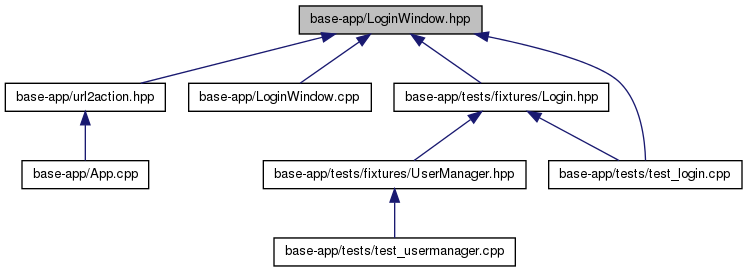 base-app/LoginWindow.hpp
base-app/url2action.hpp
base-app/LoginWindow.cpp
base-app/tests/fixtures/Login.hpp
base-app/App.cpp
base-app/tests/fixtures/UserManager.hpp
base-app/tests/test_login.cpp
base-app/tests/test_usermanager.cpp